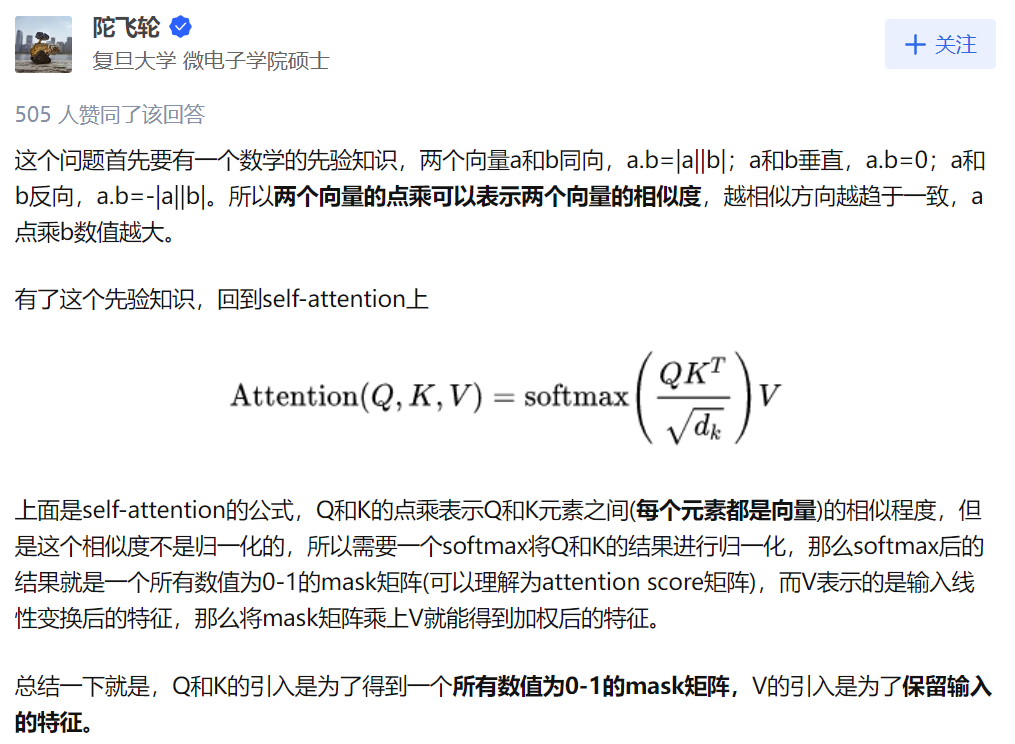 陀飞轮
复旦大学 微电子学院硕士
＋ 关注
505 人赞同了该回答
这个问题首先要有一个数学的先验知识，两个向量a和b同向，a.b=|a||b|；a和b垂直，a.b=0；a和
b反向，a.b=-|a||b|。所以两个向量的点乘可以表示两个向量的相似度，越相似方向越趋于一致，a
点乘b数值越大。
有了这个先验知识，回到self-attention上
Attention(Q, K, V) = softmax(QK^T / √d_k)V
上面是self-attention的公式，Q和K的点乘表示Q和K元素之间(每个元素都是向量)的相似程度，但
是这个相似度不是归一化的，所以需要一个softmax将Q和K的结果进行归一化，那么softmax后的
结果就是一个所有数值为0-1的mask矩阵(可以理解为attention score矩阵)，而V表示的是输入线
性变换后的特征，那么将mask矩阵乘上V就能得到加权后的特征。
总结一下就是，Q和K的引入是为了得到一个所有数值为0-1的mask矩阵，V的引入是为了保留输入
的特征。